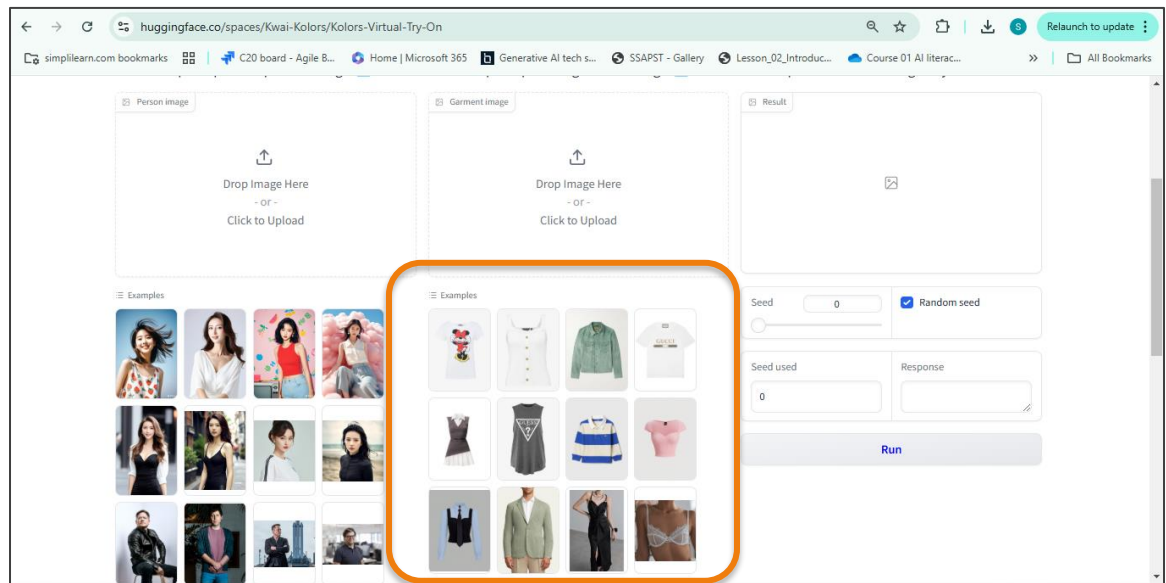 huggingface.co/spaces/Kwai-Kolors/Kolors-Virtual-Try-On
S
Relaunch to update
simplilearn.com bookmarks
C20 board - Agile B...
Home | Microsoft 365
Generative AI tech s...
SSAPST - Gallery
Lesson_02_Introduc...
Course 01 AI literac...
»
All Bookmarks
Person image
Garment image
Result
Drop Image Here
- or -
Click to Upload
Drop Image Here
- or -
Click to Upload
Examples
Examples
Seed
0
Random seed
GUCCI
Seed used
Response
0
GUESS
?
Run